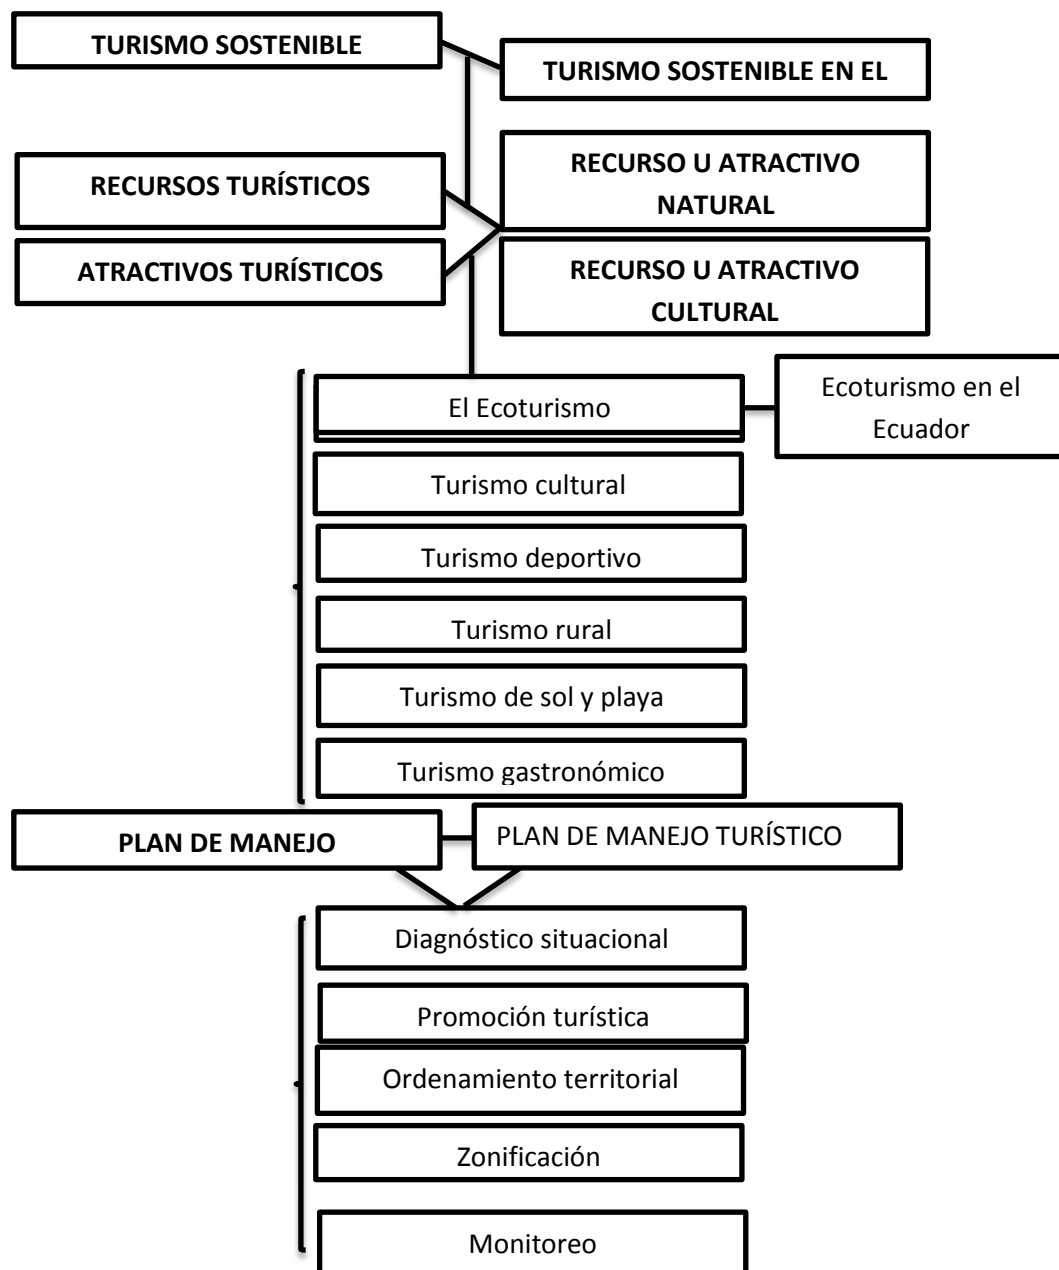 TURISMO SOSTENIBLE
TURISMO SOSTENIBLE EN EL
RECURSOS TURÍSTICOS
RECURSO U ATRACTIVO
NATURAL
ATRACTIVOS TURÍSTICOS
RECURSO U ATRACTIVO
CULTURAL
El Ecoturismo
Ecoturismo en el
Ecuador
Turismo cultural
Turismo deportivo
Turismo rural
Turismo de sol y playa
Turismo gastronómico
PLAN DE MANEJO
PLAN DE MANEJO TURÍSTICO
Diagnóstico situacional
Promoción turística
Ordenamiento territorial
Zonificación
Monitoreo